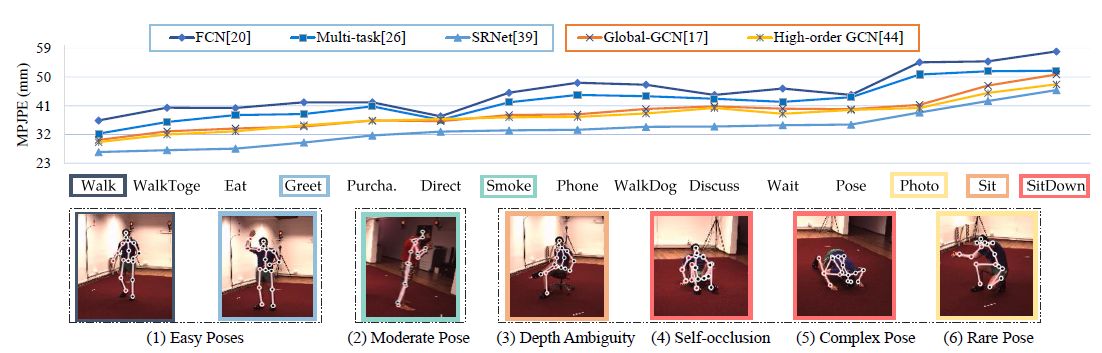 FCN[20] Multi-task[26] SRNet[39] Global-GCN[17] High-order GCN[44]
MPJPE (mm)
59
50
41
32
23
Walk WalkToge Eat Greet Purcha. Direct Smoke Phone WalkDog Discuss Wait Pose Photo Sit SitDown
(1) Easy Poses (2) Moderate Pose (3) Depth Ambiguity (4) Self-occlusion (5) Complex Pose (6) Rare Pose